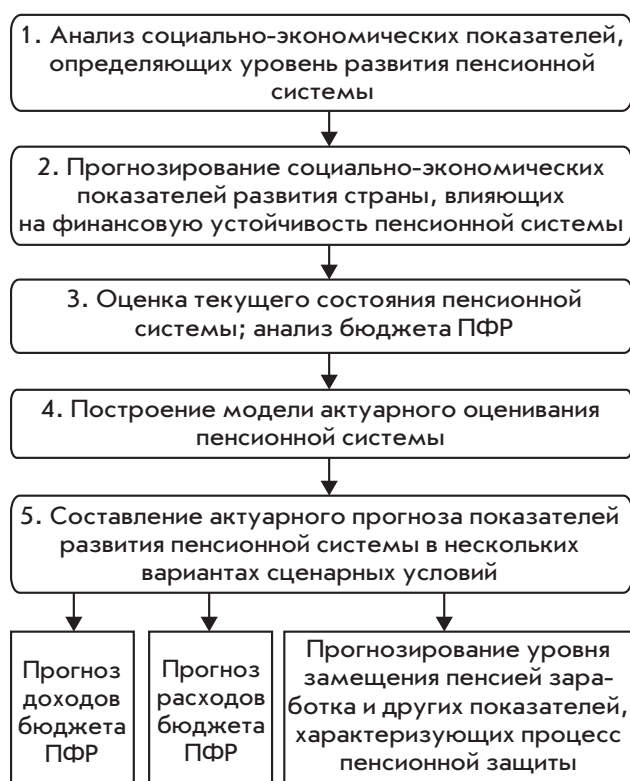 1. Анализ социально-экономических показателей,
определяющих уровень развития пенсионной
системы
2. Прогнозирование социально-экономических
показателей развития страны, влияющих
на финансовую устойчивость пенсионной системы
3. Оценка текущего состояния пенсионной
системы; анализ бюджета ПФР
4. Построение модели актуарного оценивания
пенсионной системы
5. Составление актуарного прогноза показателей
развития пенсионной системы в нескольких
вариантах сценарных условий
Прогноз
доходов
бюджета
ПФР
Прогноз
расходов
бюджета
ПФР
Прогнозирование уровня
замещения пенсией зара-
ботка и других показателей,
характеризующих процесс
пенсионной защиты